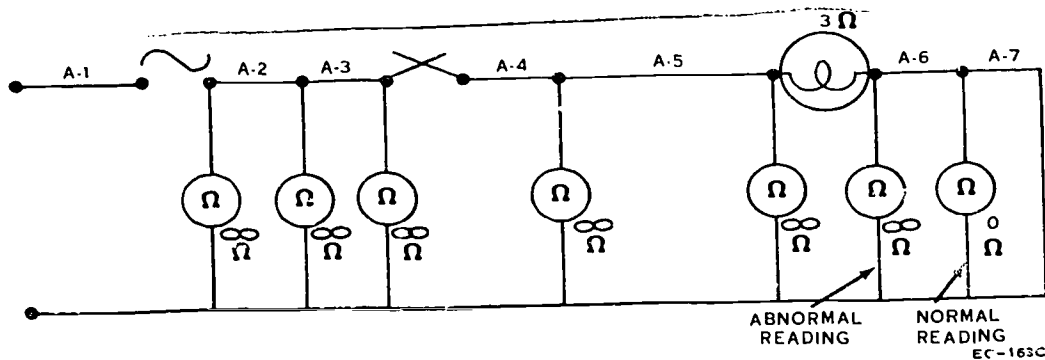 3 Ω
A-1
A-2
A-3
A-4
A-5
A-6
A-7
Ω Ω Ω Ω Ω Ω Ω
∞ ∞ ∞ ∞ ∞ ∞ 0
Ω Ω Ω Ω Ω Ω Ω
ABNORMAL
READING
NORMAL
READING
EC-163C